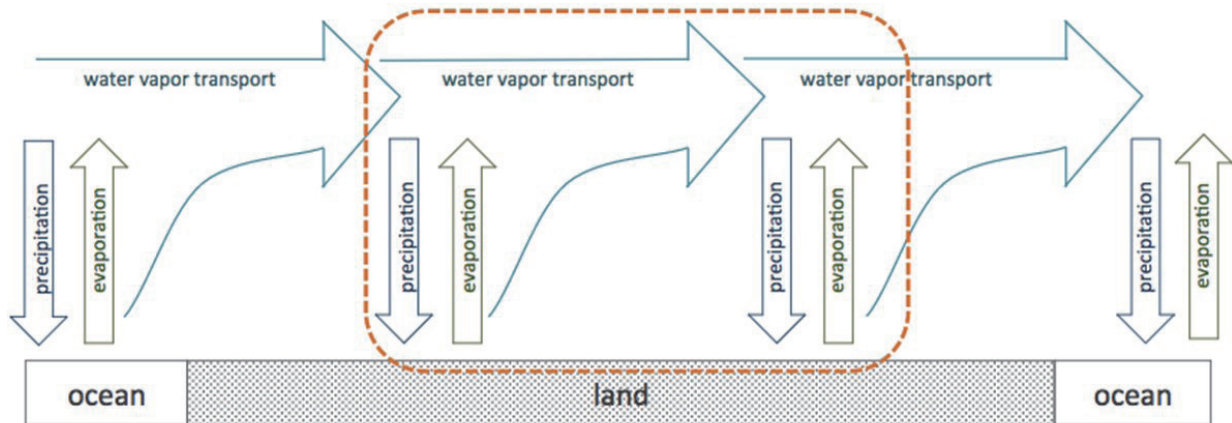 water vapor transport
water vapor transport
water vapor transport
precipitation
evaporation
precipitation
evaporation
precipitation
evaporation
precipitation
evaporation
ocean
land
ocean